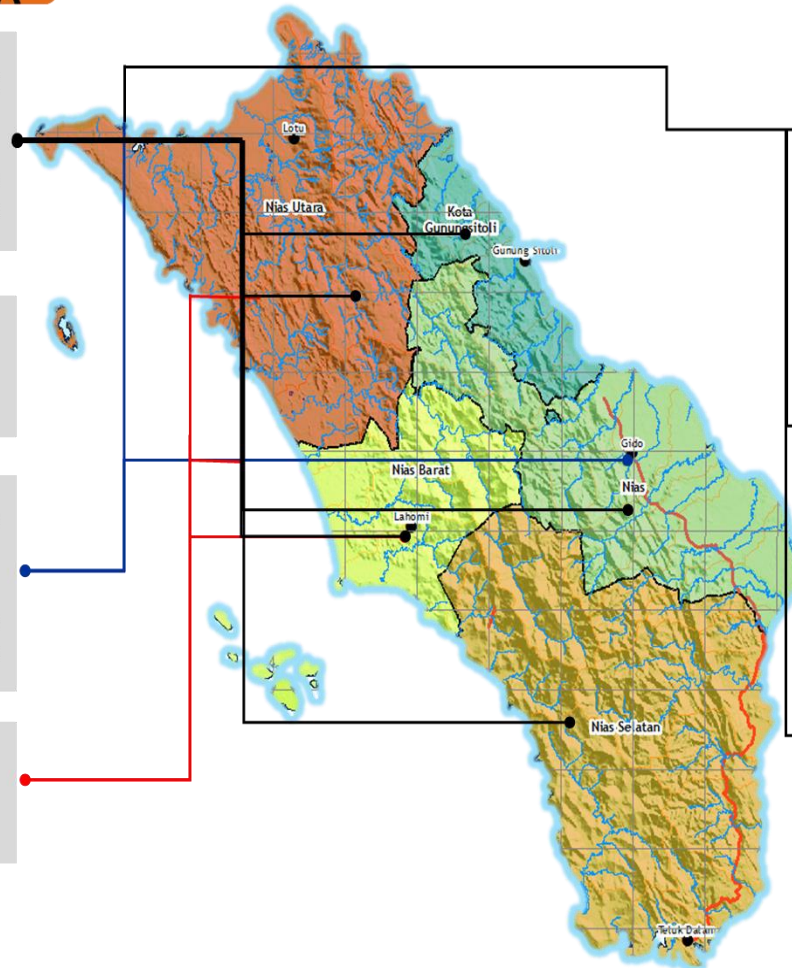 Lotu
Nias Utara
Kota
Gunungsitoli
Gunung Sitoli
Gido
Nias Barat
Nias
Lahomi
Nias Selatan
Teluk Dalam